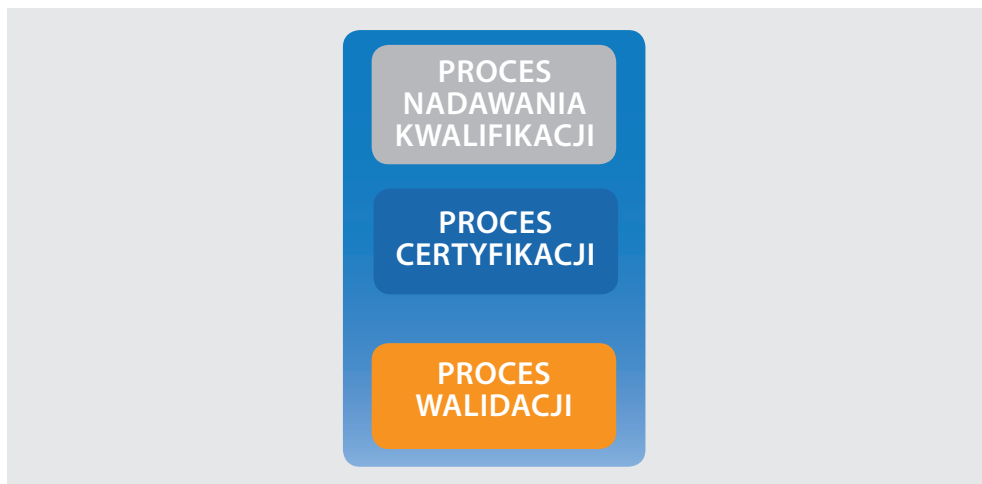 PROCES
NADAWANIA
KWALIFIKACJI
PROCES
CERTYFIKACJI
PROCES
WALIDACJI